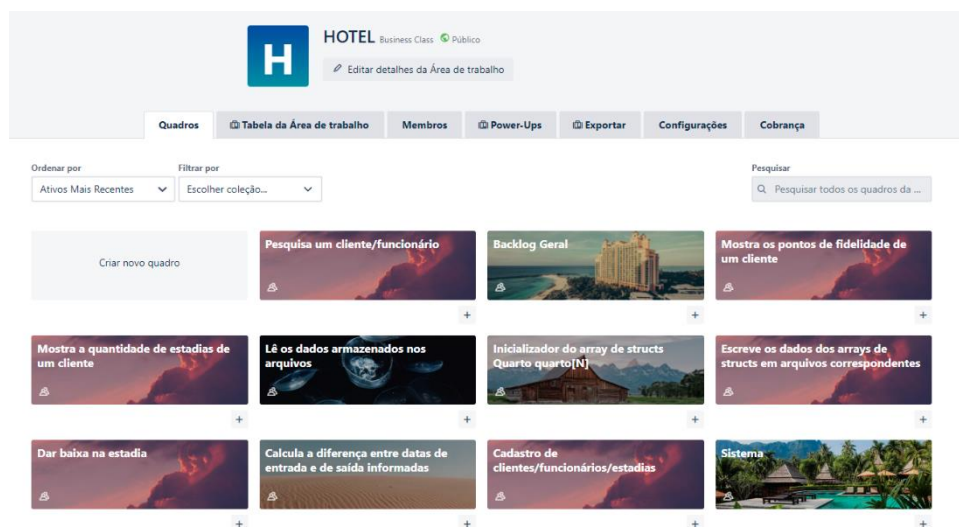 H
HOTEL Business Class Público
Editar detalhes da Área de trabalho
Quadros Tabela da Área de trabalho Membros Power-Ups Exportar Configurações Cobrança
Ordenar por Filtrar por Pesquisar
Ativos Mais Recentes Escolher coleção... Pesquisar todos os quadros da ...
Criar novo quadro
Pesquisa um cliente/funcionário
Backlog Geral
Mostra os pontos de fidelidade de
um cliente
Mostra a quantidade de estadias de
um cliente
Lê os dados armazenados nos
arquivos
Inicializador do array de structs
Quarto quarto[N]
Escreve os dados dos arrays de
structs em arquivos correspondentes
Dar baixa na estadia
Calcula a diferença entre datas de
entrada e de saída informadas
Cadastro de
clientes/funcionários/estadias
Sistema